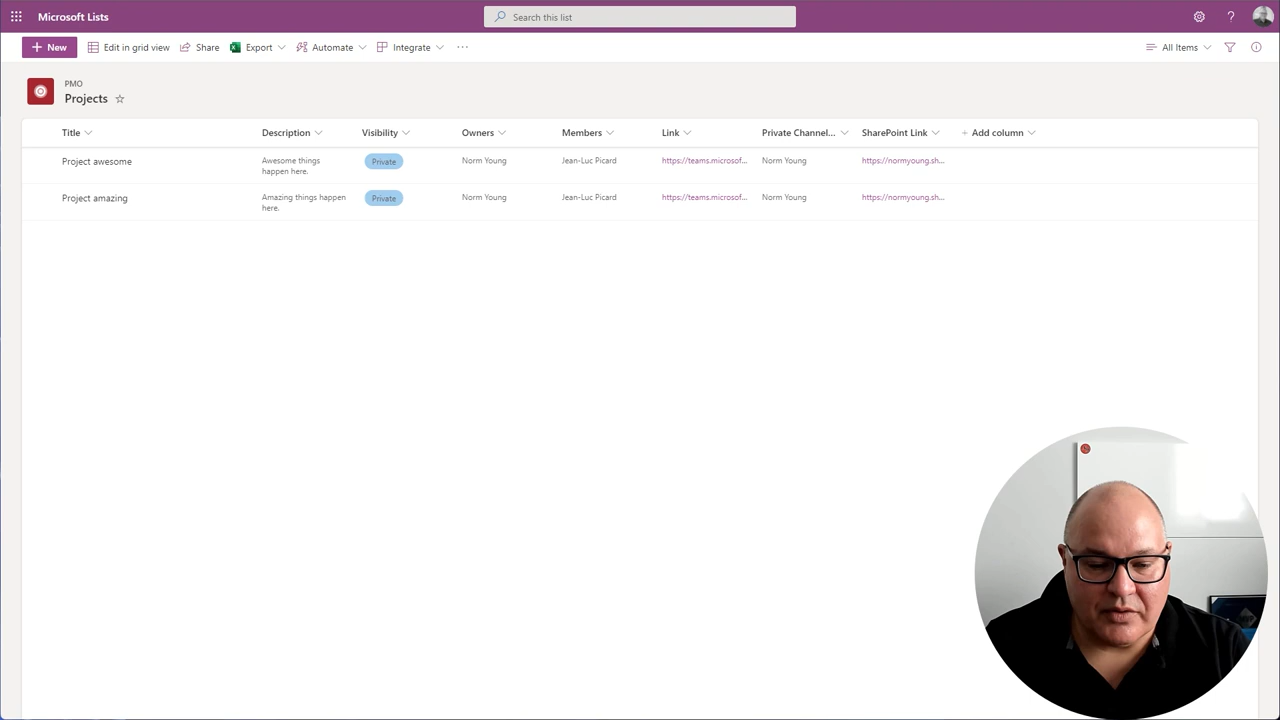 Microsoft Lists
Search this list
?
+ New
Edit in grid view
Share
Export
Automate
Integrate
...
All Items
PMO
Projects
Title Description Visibility Owners Members Link Private Channel... SharePoint Link + Add column
Project awesome Awesome things Private Norm Young Jean-Luc Picard https://teams.microsof... Norm Young https://normyoung.sh...
happen here.
Project amazing Amazing things happen Private Norm Young Jean-Luc Picard https://teams.microsof... Norm Young https://normyoung.sh...
here.